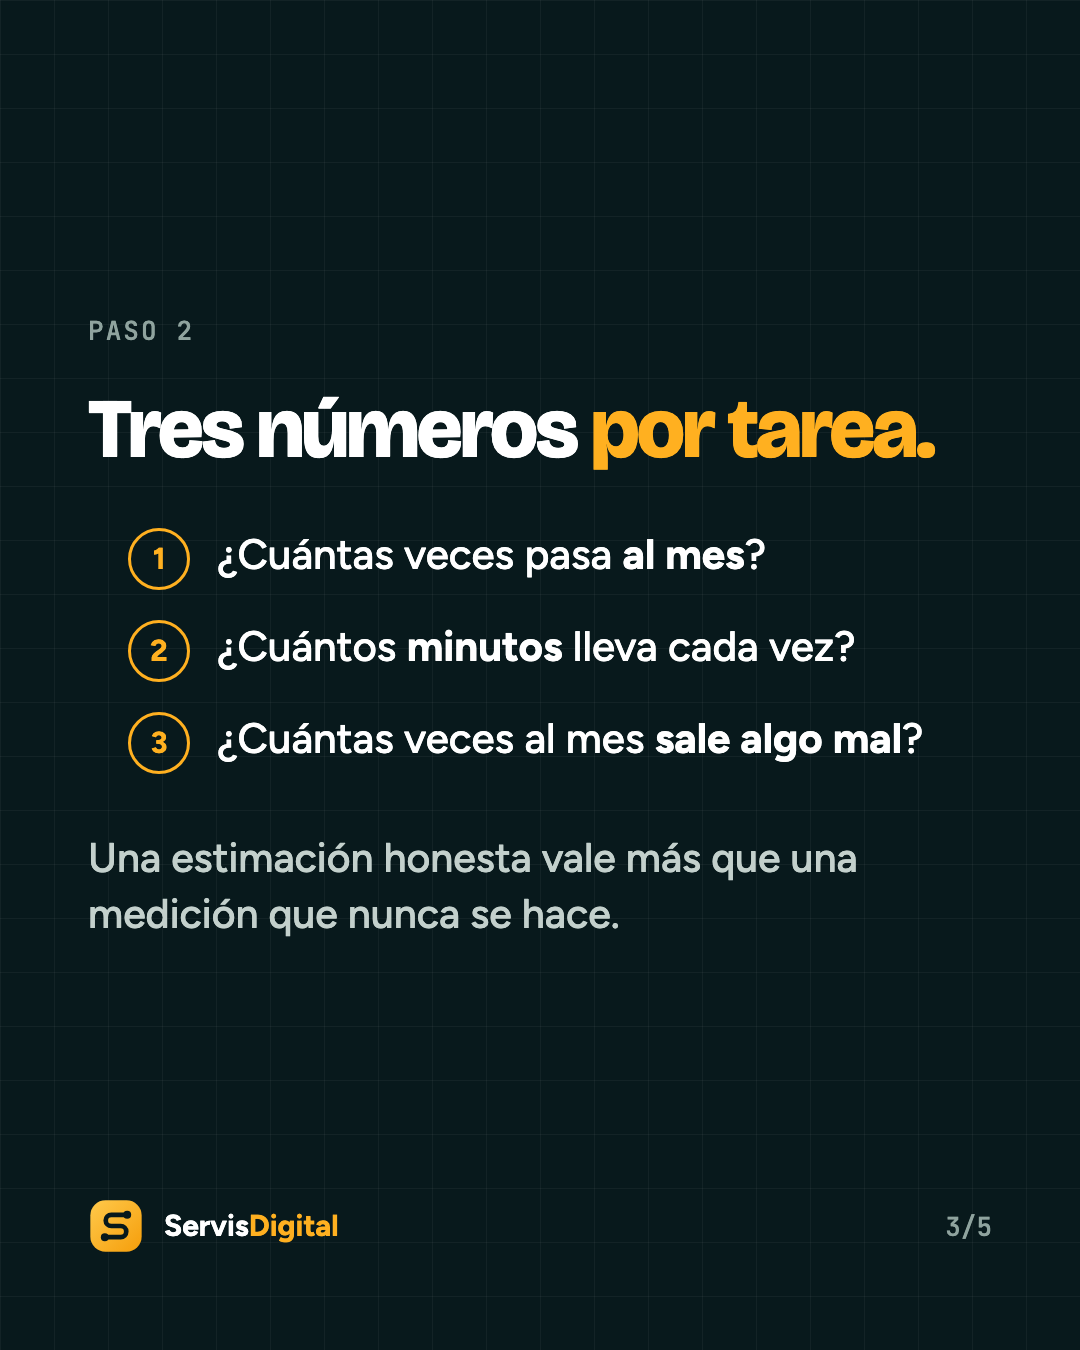 PASO 2
Tres números por tarea.
1 ¿Cuántas veces pasa al mes?
2 ¿Cuántos minutos lleva cada vez?
3 ¿Cuántas veces al mes sale algo mal?
Una estimación honesta vale más que una
medición que nunca se hace.
ServisDigital
3/5